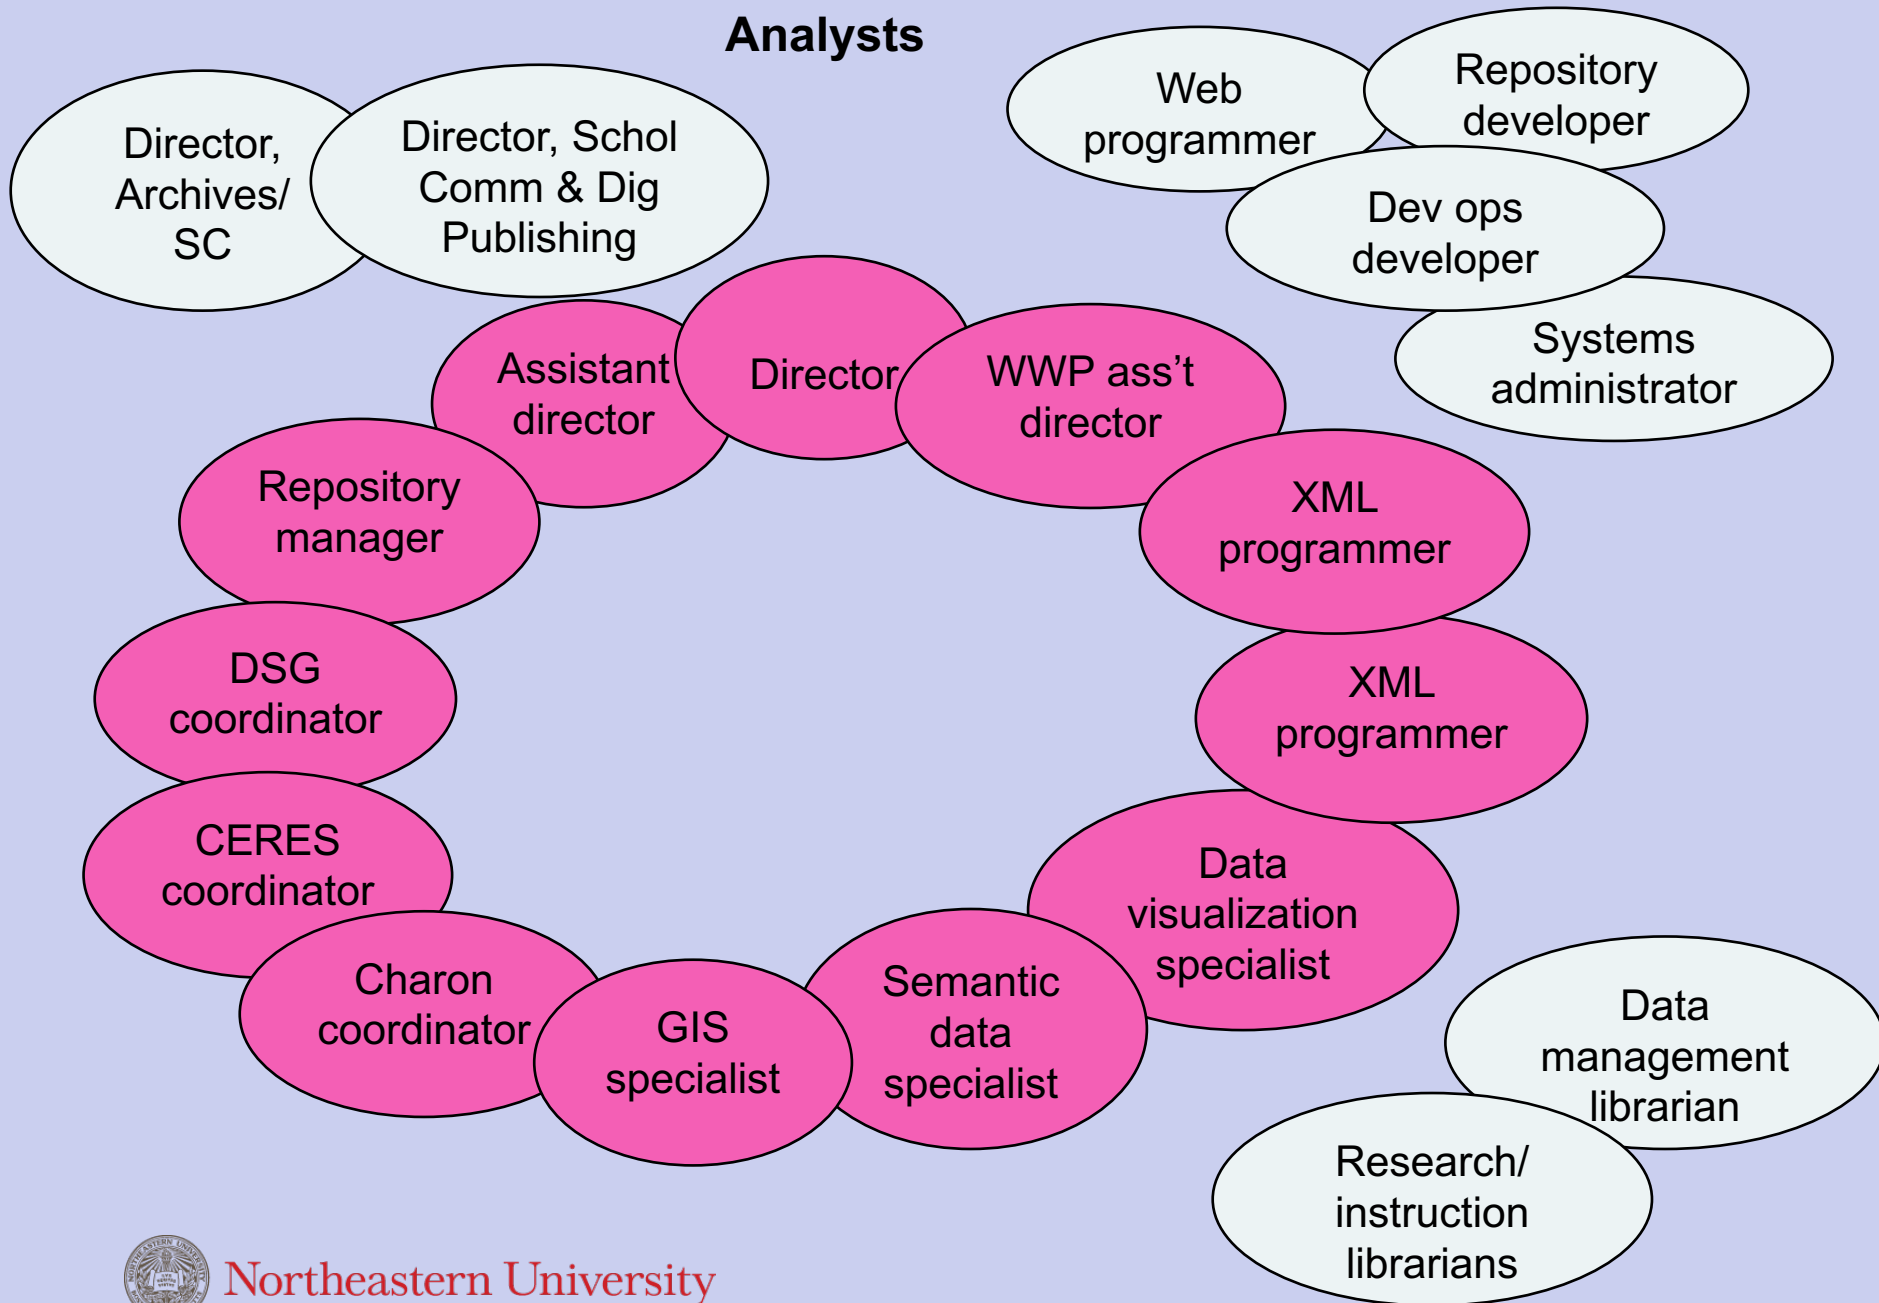 Analysts
Director,
Archives/
SC
Director, Schol
Comm & Dig
Publishing
Web
programmer
Repository
developer
Dev ops
developer
Systems
administrator
Assistant
director
Director
WWP ass’t
director
Repository
manager
XML
programmer
DSG
coordinator
XML
programmer
CERES
coordinator
Data
visualization
specialist
Charon
coordinator
GIS
specialist
Semantic
data
specialist
Data
management
librarian
Research/
instruction
librarians
Northeastern University